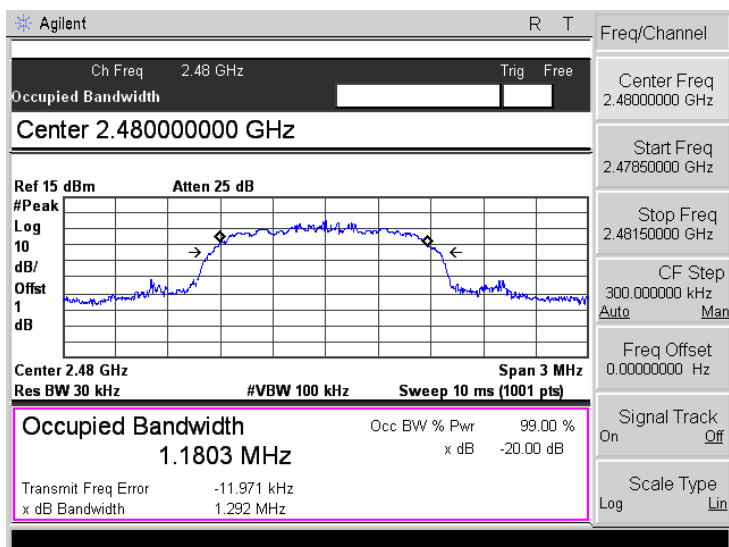 Agilent R T
Ch Freq 2.48 GHz Trig Free
Occupied Bandwidth
Center 2.480000000 GHz
Ref 15 dBm Atten 25 dB
#Peak
Log
10
dB/
Offst
1
dB
Center 2.48 GHz Span 3 MHz
Res BW 30 kHz #VBW 100 kHz Sweep 10 ms (1001 pts)
Occupied Bandwidth Occ BW % Pwr 99.00 %
1.1803 MHz x dB -20.00 dB
Transmit Freq Error -11.971 kHz
x dB Bandwidth 1.292 MHz
Freq/Channel
Center Freq
2.48000000 GHz
Start Freq
2.47850000 GHz
Stop Freq
2.48150000 GHz
CF Step
300.000000 kHz
Auto Man
Freq Offset
0.00000000 Hz
Signal Track
On Off
Scale Type
Log Lin